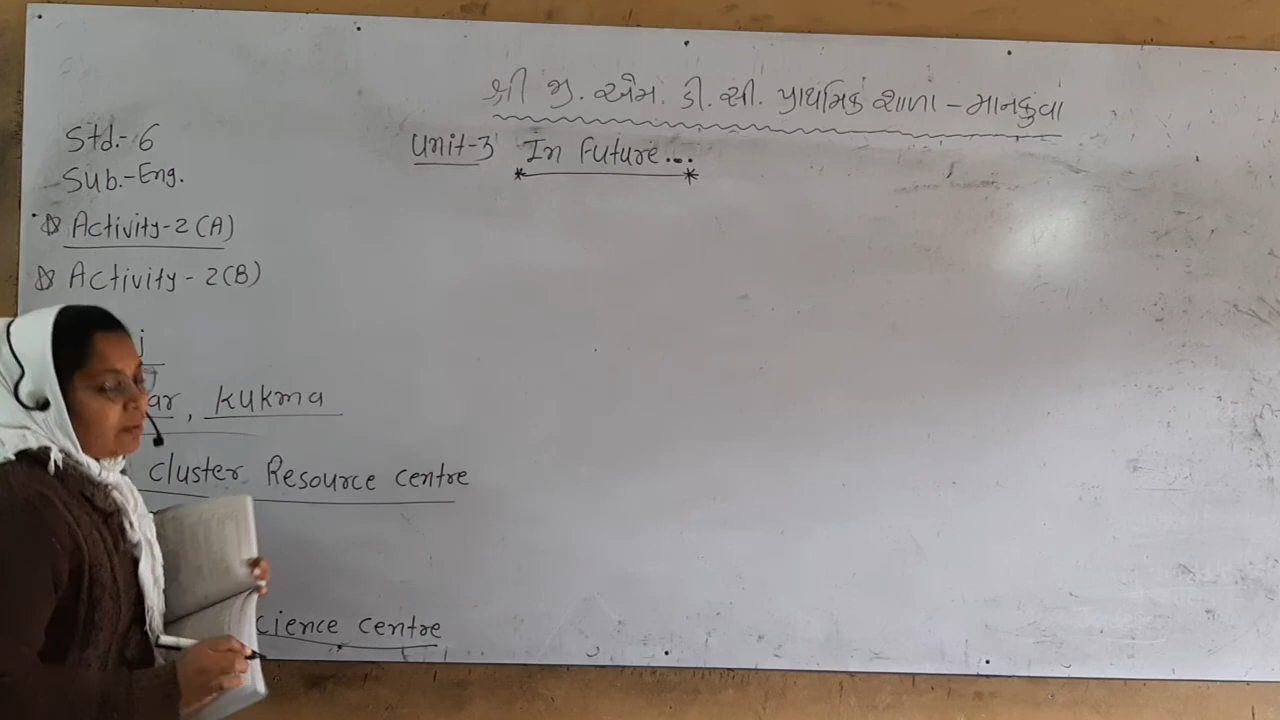 શ્રી જી. એમ. ડી. સી. પ્રાથમિક શાળા - માનકુવા
Std.- 6
Unit-3 In Future...
Sub.-Eng.
Activity-2(A)
Activity-2(B)
j
ar, Kukma
Cluster Resource centre
cience centre